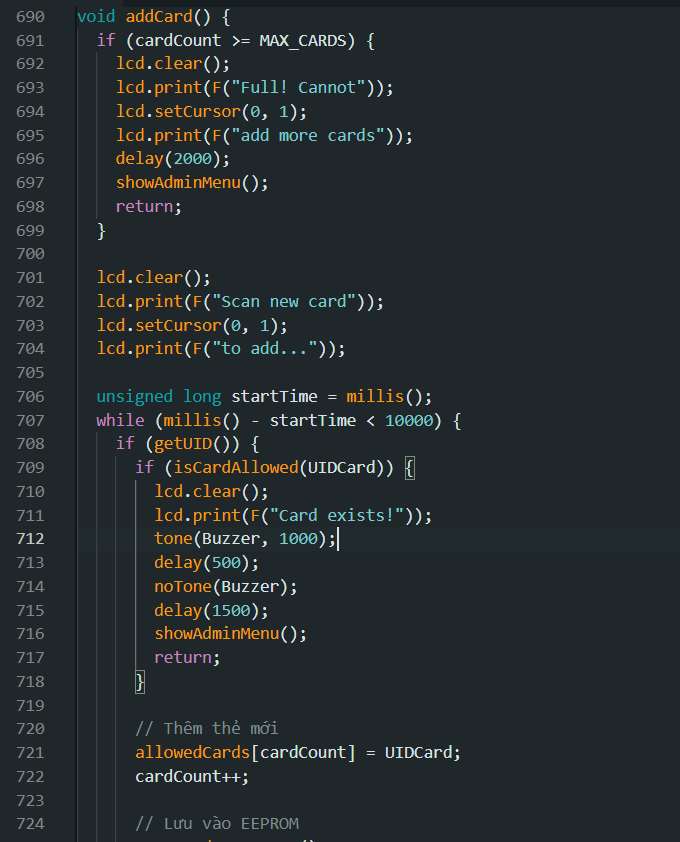 690 void addCard() {
691 if (cardCount >= MAX_CARDS) {
692 lcd.clear();
693 lcd.print(F("Full! Cannot"));
694 lcd.setCursor(0, 1);
695 lcd.print(F("add more cards"));
696 delay(2000);
697 showAdminMenu();
698 return;
699 }
700
701 lcd.clear();
702 lcd.print(F("Scan new card"));
703 lcd.setCursor(0, 1);
704 lcd.print(F("to add..."));
705
706 unsigned long startTime = millis();
707 while (millis() - startTime < 10000) {
708 if (getUID()) {
709 if (isCardAllowed(UIDCard)) {
710 lcd.clear();
711 lcd.print(F("Card exists!"));
712 tone(Buzzer, 1000);
713 delay(500);
714 noTone(Buzzer);
715 delay(1500);
716 showAdminMenu();
717 return;
718 }
719
720 // Thêm thẻ mới
721 allowedCards[cardCount] = UIDCard;
722 cardCount++;
723
724 // Lưu vào EEPROM